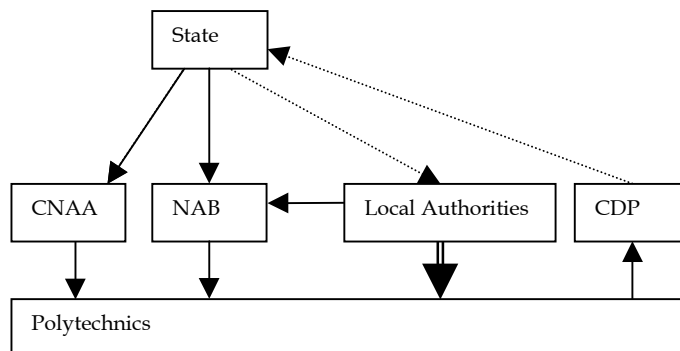 State
CNAA
NAB
Local Authorities
CDP
Polytechnics